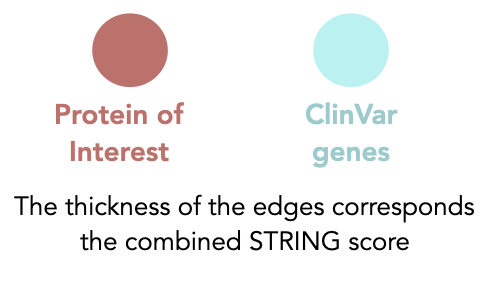 Protein of
Interest
ClinVar
genes
The thickness of the edges corresponds
the combined STRING score